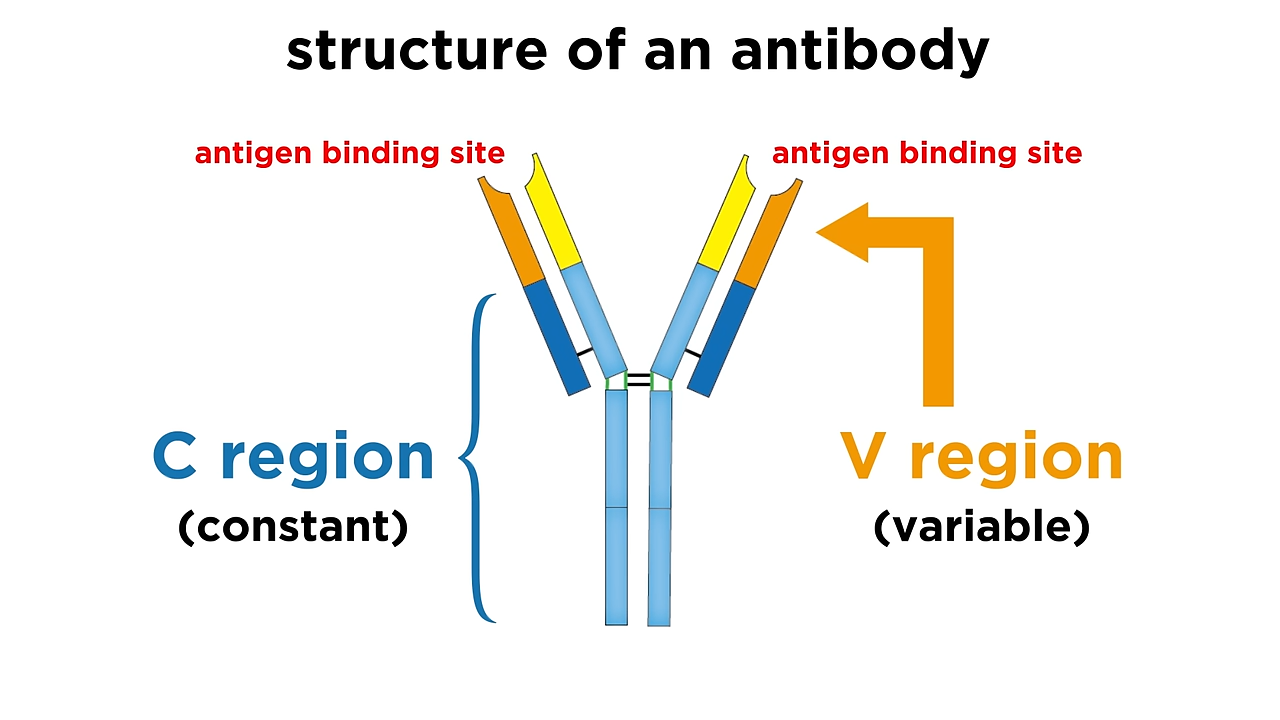 structure of an antibody
antigen binding site
antigen binding site
C region
(constant)
V region
(variable)